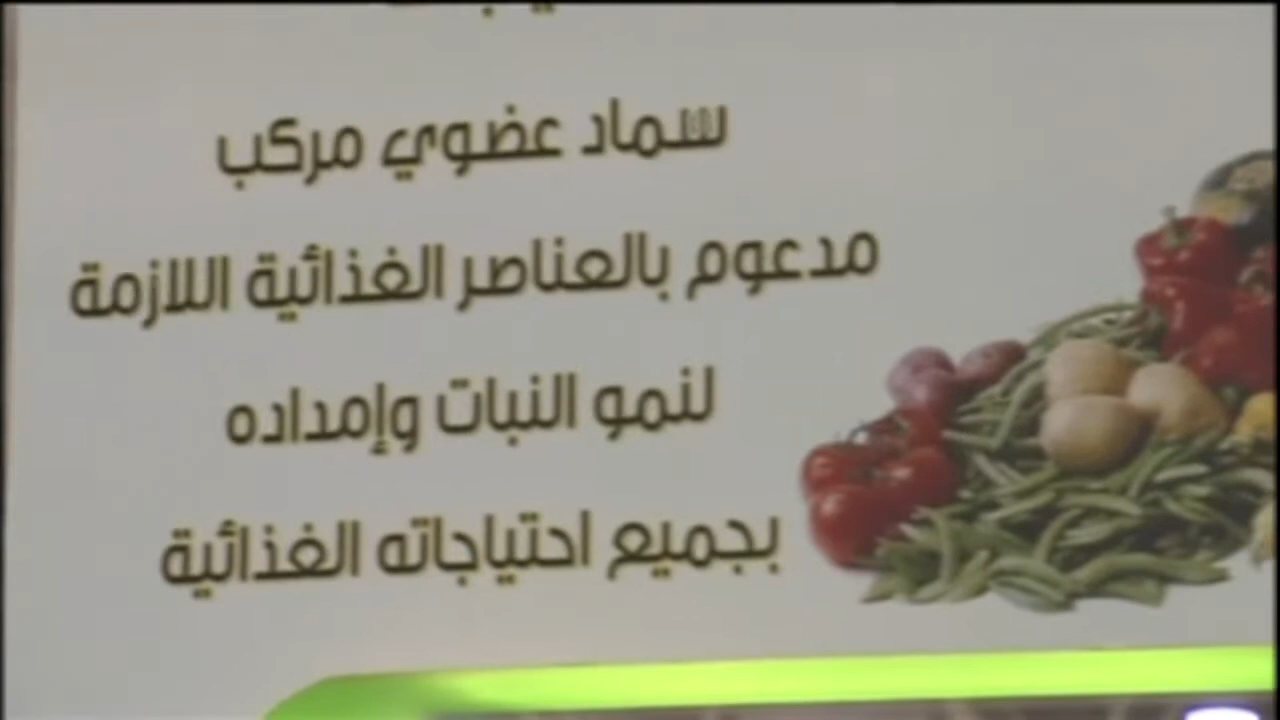 سماد عضوي مركب
مدعوم بالعناصر الغذائية اللازمة
لنمو النبات وإمداده
بجميع احتياجاته الغذائية